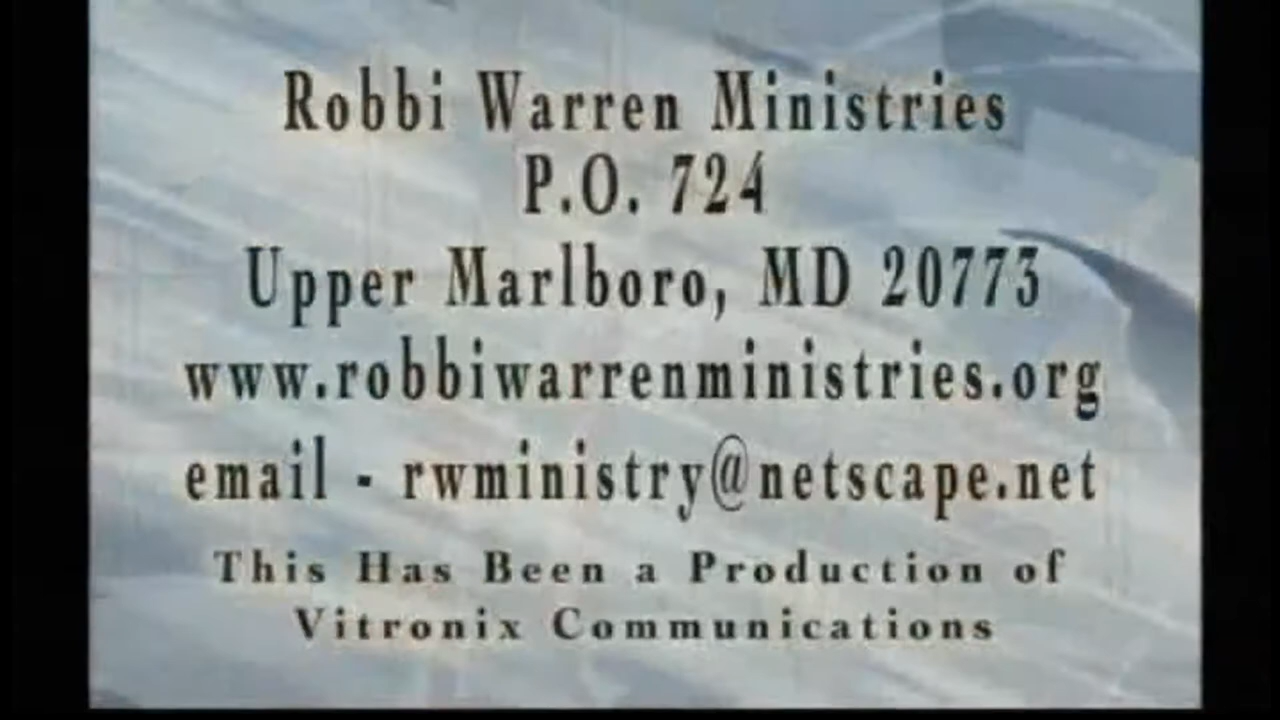 Robbi Warren Ministries
P.O. 724
Upper Marlboro, MD 20773
www.robbiwarrenministries.org
email - rwministry@netscape.net
This Has Been a Production of
Vitronix Communications